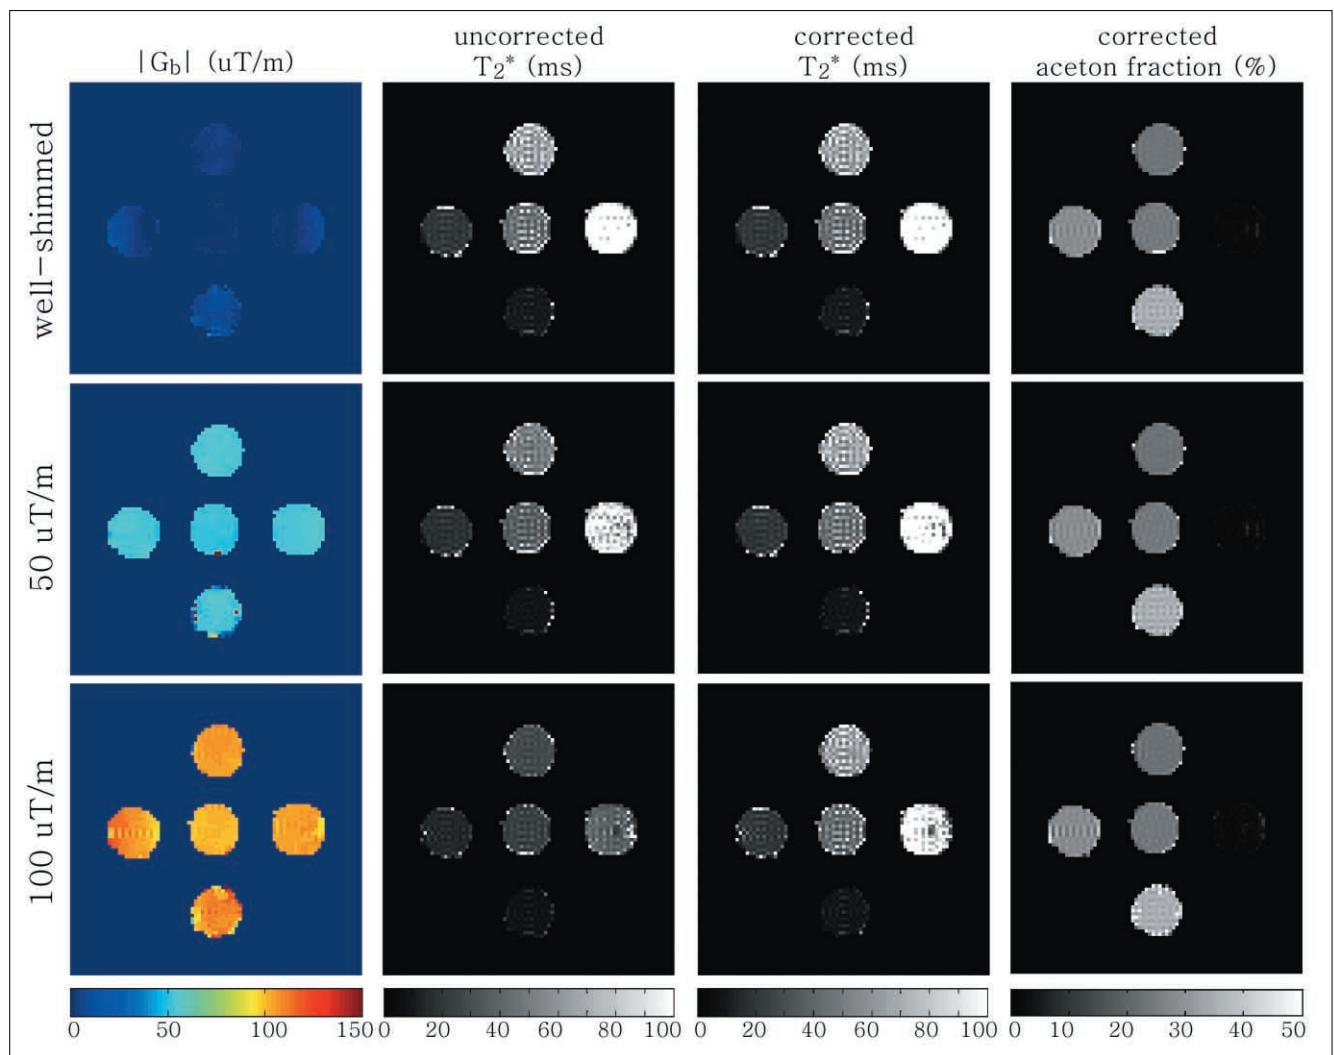 |G_b| (uT/m)
uncorrected
T₂* (ms)
corrected
T₂* (ms)
corrected
aceton fraction (%)
well−shimmed
50 uT/m
100 uT/m
0 50 100 150
0 20 40 60 80 100
0 20 40 60 80 100
0 10 20 30 40 50